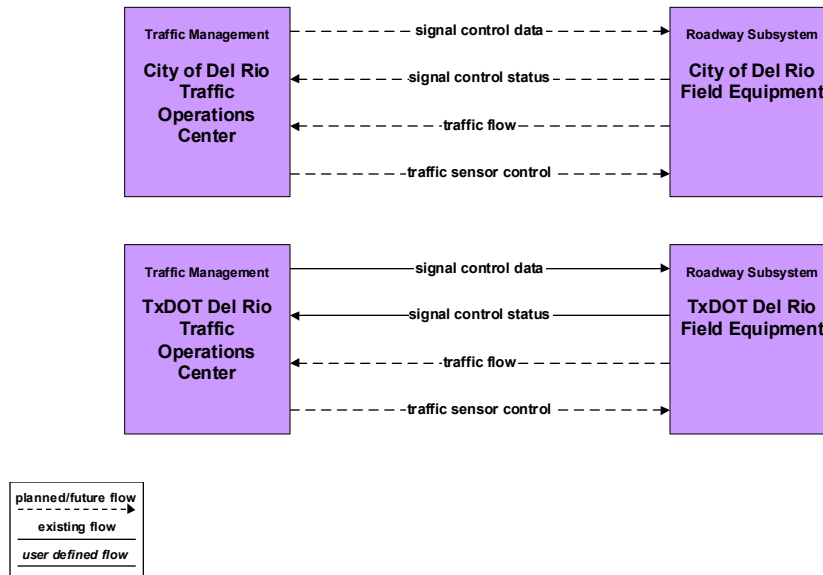 Traffic Management
City of Del Rio
Traffic
Operations
Center
signal control data
signal control status
traffic flow
traffic sensor control
Roadway Subsystem
City of Del Rio
Field Equipment
Traffic Management
TxDOT Del Rio
Traffic
Operations
Center
signal control data
signal control status
traffic flow
traffic sensor control
Roadway Subsystem
TxDOT Del Rio
Field Equipment
planned/future flow
existing flow
user defined flow